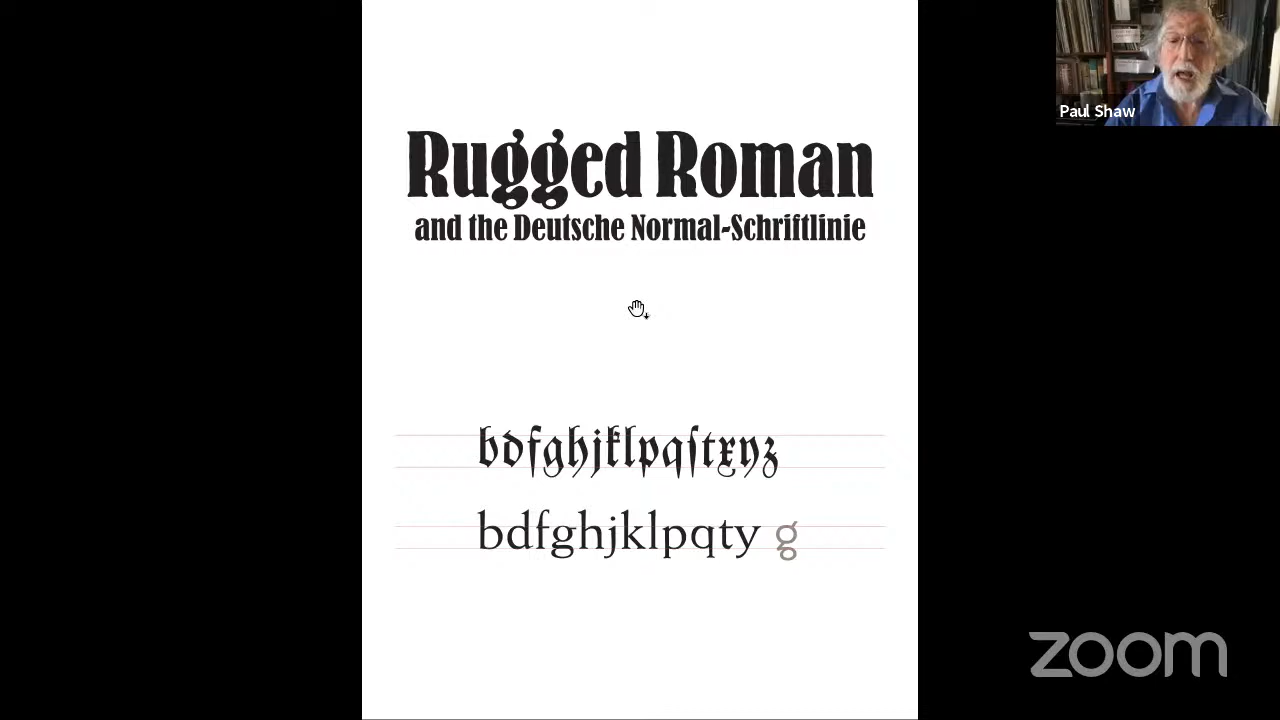 Paul Shaw
Rugged Roman
and the Deutsche Normal-Schriftlinie
bdfghjklpqſtxyz
bdfghjklpqty g
zoom